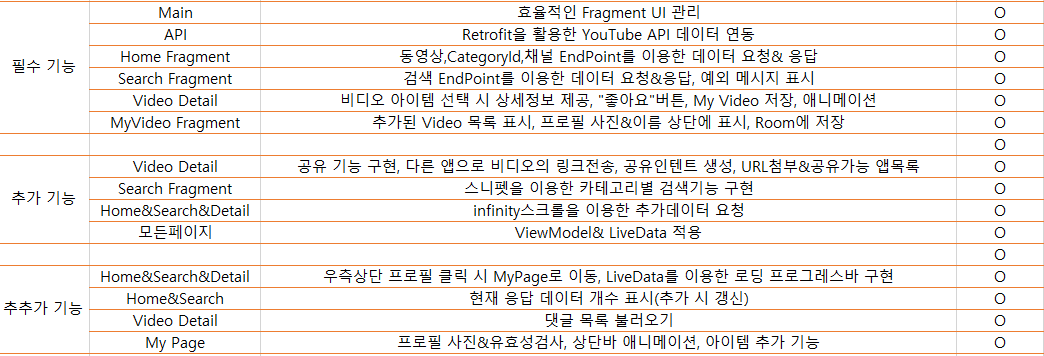 Main 효율적인 Fragment UI 관리 O
API Retrofit을 활용한 YouTube API 데이터 연동 O
필수 기능 Home Fragment 동영상,CategoryId,채널 EndPoint를 이용한 데이터 요청& 응답 O
Search Fragment 검색 EndPoint를 이용한 데이터 요청&응답, 예외 메시지 표시 O
Video Detail 비디오 아이템 선택 시 상세정보 제공, "좋아요"버튼, My Video 저장, 애니메이션 O
MyVideo Fragment 추가된 Video 목록 표시, 프로필 사진&이름 상단에 표시, Room에 저장 O
O
Video Detail 공유 기능 구현, 다른 앱으로 비디오의 링크전송, 공유인텐트 생성, URL첨부&공유가능 앱목록 O
추가 기능 Search Fragment 스니펫을 이용한 카테고리별 검색기능 구현 O
Home&Search&Detail infinity스크롤을 이용한 추가데이터 요청 O
모든페이지 ViewModel& LiveData 적용 O
O
Home&Search&Detail 우측상단 프로필 클릭 시 MyPage로 이동, LiveData를 이용한 로딩 프로그레스바 구현 O
추추가 기능 Home&Search 현재 응답 데이터 개수 표시(추가 시 갱신) O
Video Detail 댓글 목록 불러오기 O
My Page 프로필 사진&유효성검사, 상단바 애니메이션, 아이템 추가 기능 O